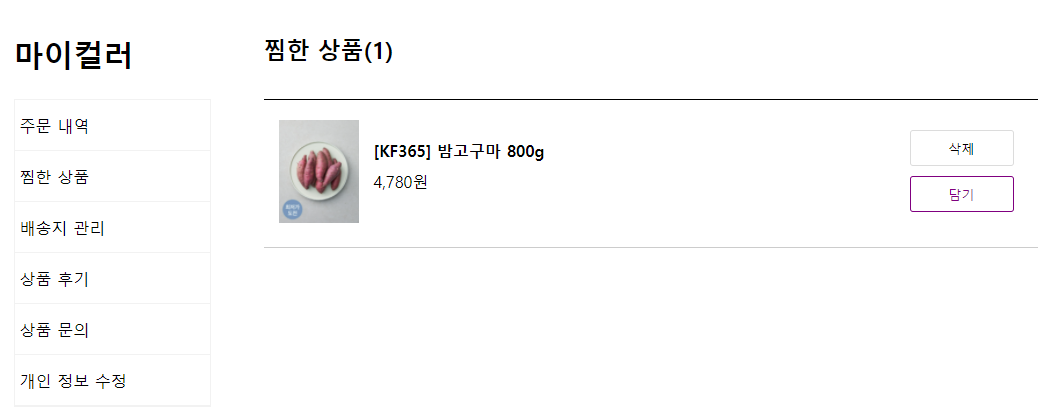 마이컬러
주문 내역
찜한 상품
배송지 관리
상품 후기
상품 문의
개인 정보 수정
찜한 상품(1)
[KF365] 밤고구마 800g
4,780원
삭제
담기